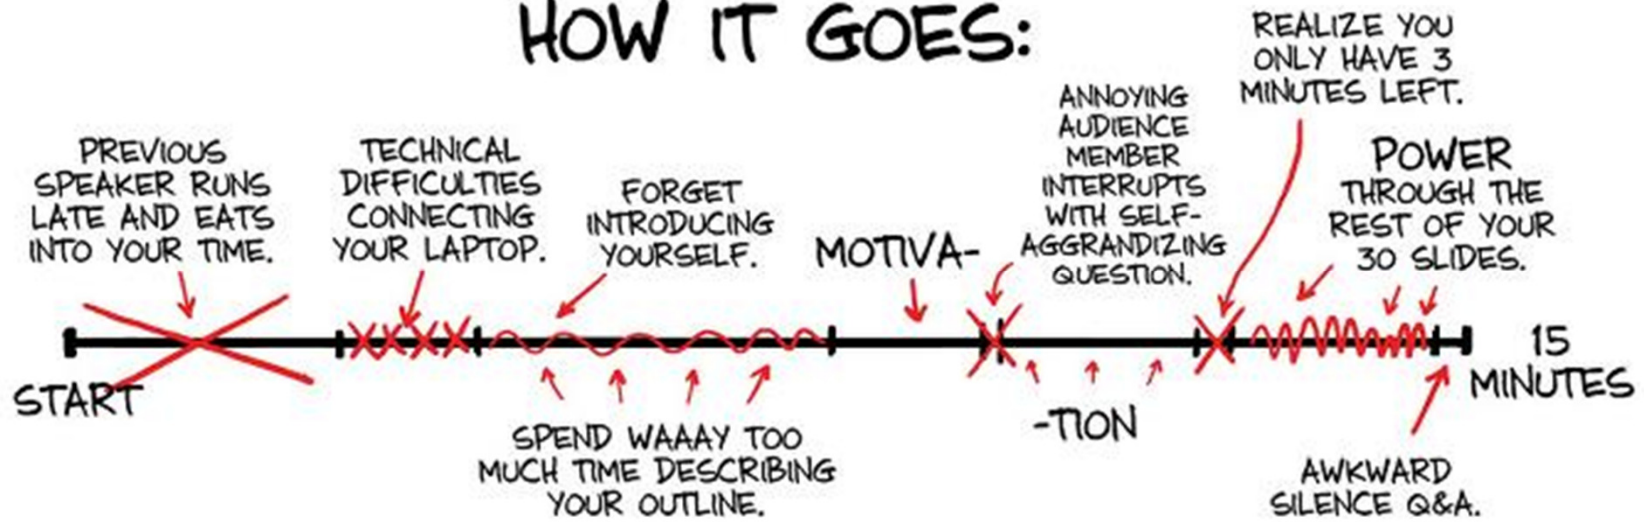 HOW IT GOES:
PREVIOUS
SPEAKER RUNS
LATE AND EATS
INTO YOUR TIME.
TECHNICAL
DIFFICULTIES
CONNECTING
YOUR LAPTOP.
FORGET
INTRODUCING
YOURSELF.
MOTIVA-
ANNOYING
AUDIENCE
MEMBER
INTERRUPTS
WITH SELF-
AGGRANDIZING
QUESTION.
REALIZE YOU
ONLY HAVE 3
MINUTES LEFT.
POWER
THROUGH THE
REST OF YOUR
30 SLIDES.
START
SPEND WAAAY TOO
MUCH TIME DESCRIBING
YOUR OUTLINE.
-TION
AWKWARD
SILENCE Q&A.
15
MINUTES